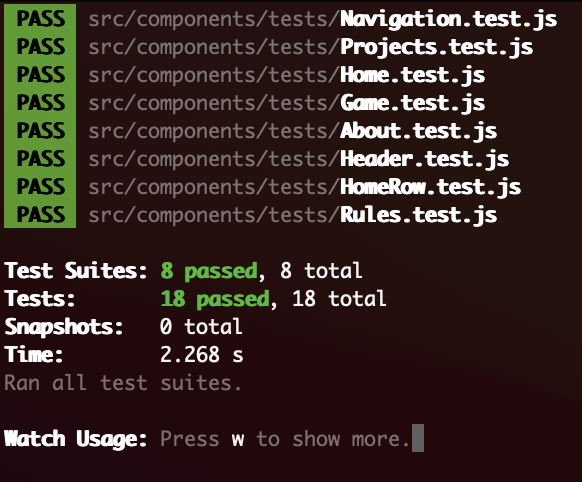 PASS src/components/tests/Navigation.test.js
PASS src/components/tests/Projects.test.js
PASS src/components/tests/Home.test.js
PASS src/components/tests/Game.test.js
PASS src/components/tests/About.test.js
PASS src/components/tests/Header.test.js
PASS src/components/tests/HomeRow.test.js
PASS src/components/tests/Rules.test.js
Test Suites: 8 passed, 8 total
Tests: 18 passed, 18 total
Snapshots: 0 total
Time: 2.268 s
Ran all test suites.
Watch Usage: Press w to show more.